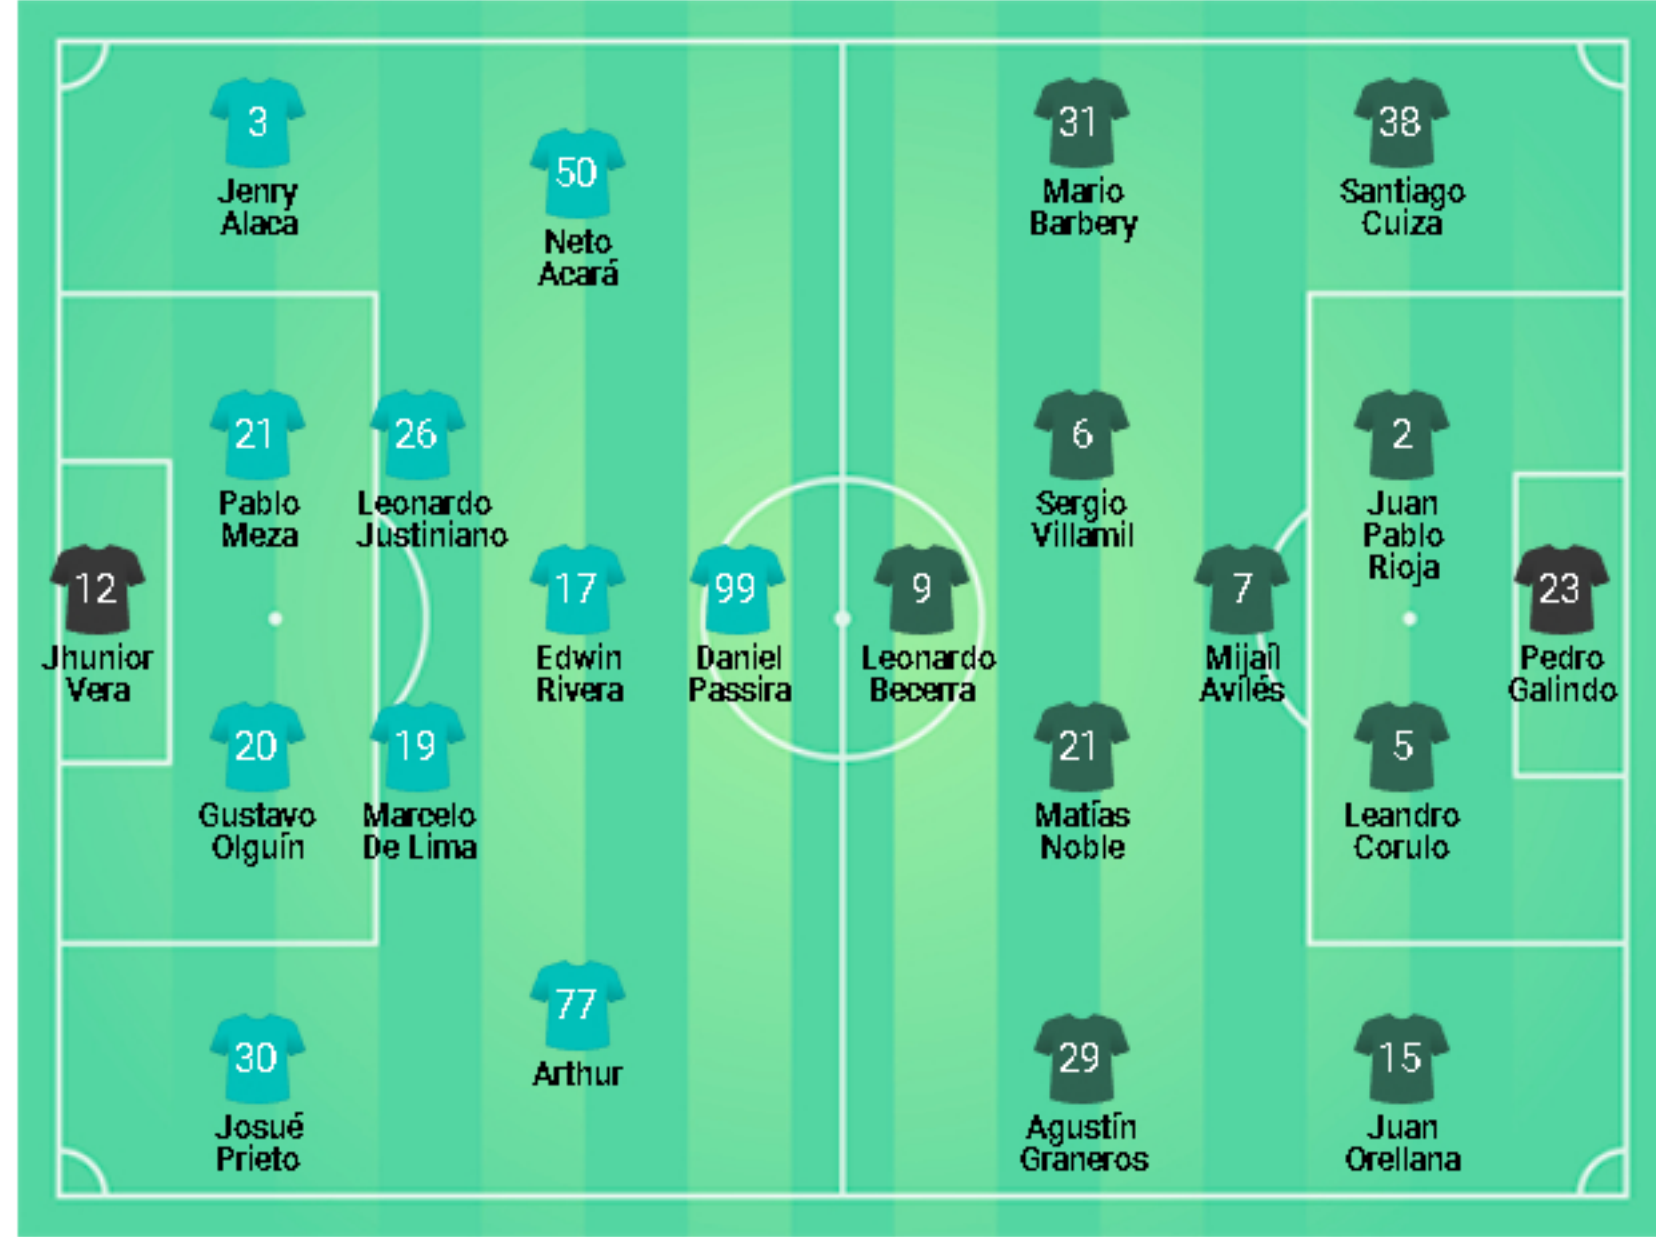 3
Jenry
Alaca
50
Neto
Acará
31
Mario
Barbery
38
Santiago
Cuiza
21
Pablo
Meza
26
Leonardo
Justiniano
6
Sergio
Villamil
2
Juan
Pablo
Rioja
12
Jhunior
Vera
17
Edwin
Rivera
99
Daniel
Passira
9
Leonardo
Becerra
7
Mijaíl
Avilés
23
Pedro
Galindo
20
Gustavo
Olguín
19
Marcelo
De Lima
21
Matías
Noble
5
Leandro
Corulo
30
Josué
Prieto
77
Arthur
29
Agustín
Graneros
15
Juan
Orellana